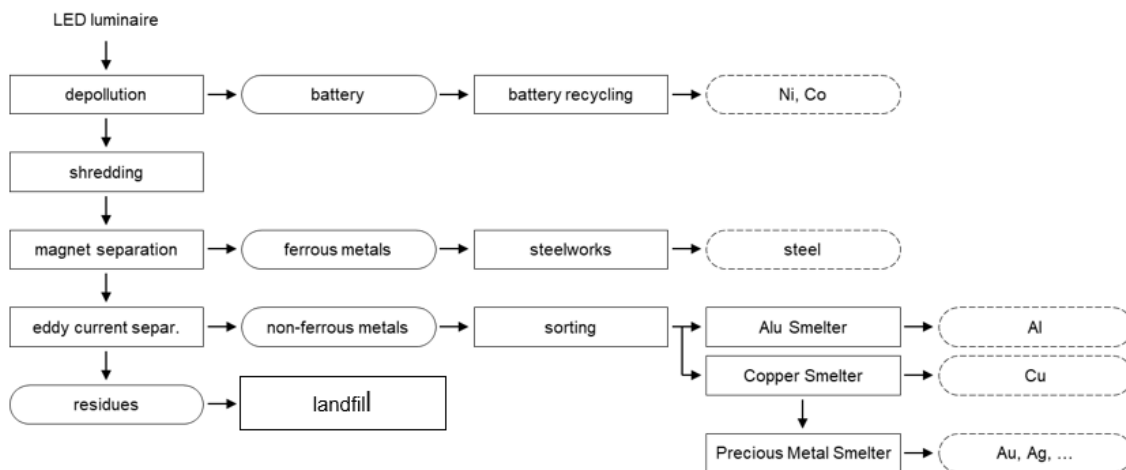 LED luminaire
depollution
battery
battery recycling
Ni, Co
shredding
magnet separation
ferrous metals
steelworks
steel
eddy current separ.
non-ferrous metals
sorting
Alu Smelter
Al
Copper Smelter
Cu
residues
landfill
Precious Metal Smelter
Au, Ag, ...